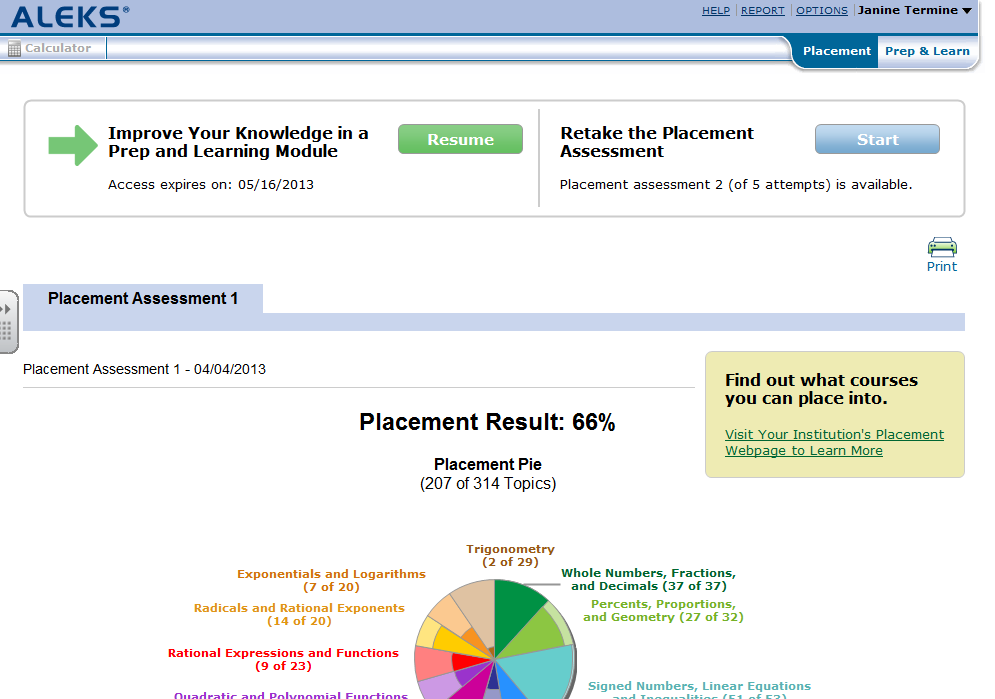 ALEKS®
HELP REPORT OPTIONS Janine Termine
Calculator
Placement Prep & Learn
Improve Your Knowledge in a
Prep and Learning Module
Resume
Access expires on: 05/16/2013
Retake the Placement
Assessment
Start
Placement assessment 2 (of 5 attempts) is available.
Print
Placement Assessment 1
Placement Assessment 1 - 04/04/2013
Find out what courses
you can place into.
Visit Your Institution's Placement
Webpage to Learn More
Placement Result: 66%
Placement Pie
(207 of 314 Topics)
Trigonometry
(2 of 29)
Exponentials and Logarithms
(7 of 20)
Whole Numbers, Fractions,
and Decimals (37 of 37)
Radicals and Rational Exponents
(14 of 20)
Percents, Proportions,
and Geometry (27 of 32)
Rational Expressions and Functions
(9 of 23)
Signed Numbers, Linear Equations
and Inequalities (51 of 53)
Quadratic and Polynomial Functions